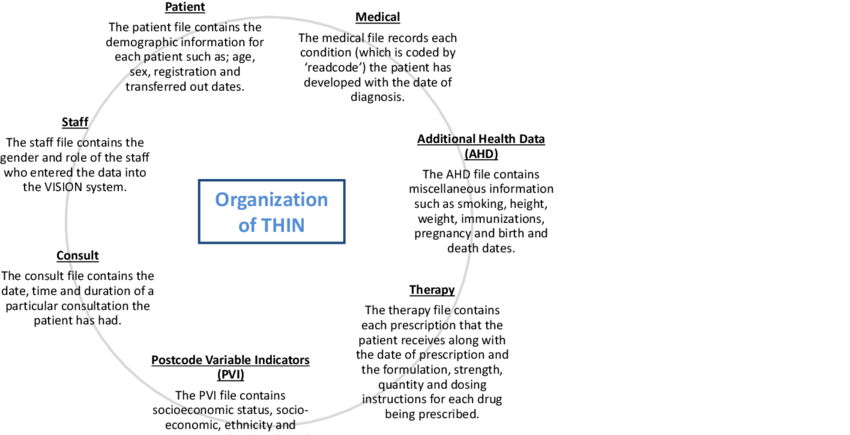 Patient
The patient file contains the
demographic information for
each patient such as; age,
sex, registration and
transferred out dates.
Medical
The medical file records each
condition (which is coded by
‘readcode’) the patient has
developed with the date of
diagnosis.
Additional Health Data
(AHD)
The AHD file contains
miscellaneous information
such as smoking, height,
weight, immunizations,
pregnancy and birth and
death dates.
Therapy
The therapy file contains
each prescription that the
patient receives along with
the date of prescription and
the formulation, strength,
quantity and dosing
instructions for each drug
being prescribed.
Postcode Variable Indicators
(PVI)
The PVI file contains
socioeconomic status, socio-
economic, ethnicity and
Consult
The consult file contains the
date, time and duration of a
particular consultation the
patient has had.
Staff
The staff file contains the
gender and role of the staff
who entered the data into
the VISION system.
Organization
of THIN